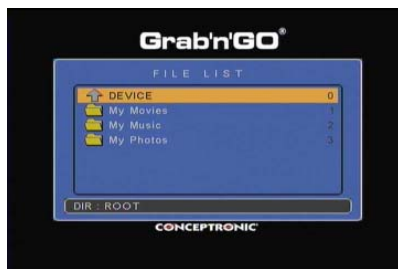 Grab'n'GO®
FILE LIST
DEVICE 0
My Movies 1
My Music 2
My Photos 3
DIR : ROOT
CONCEPTRONIC